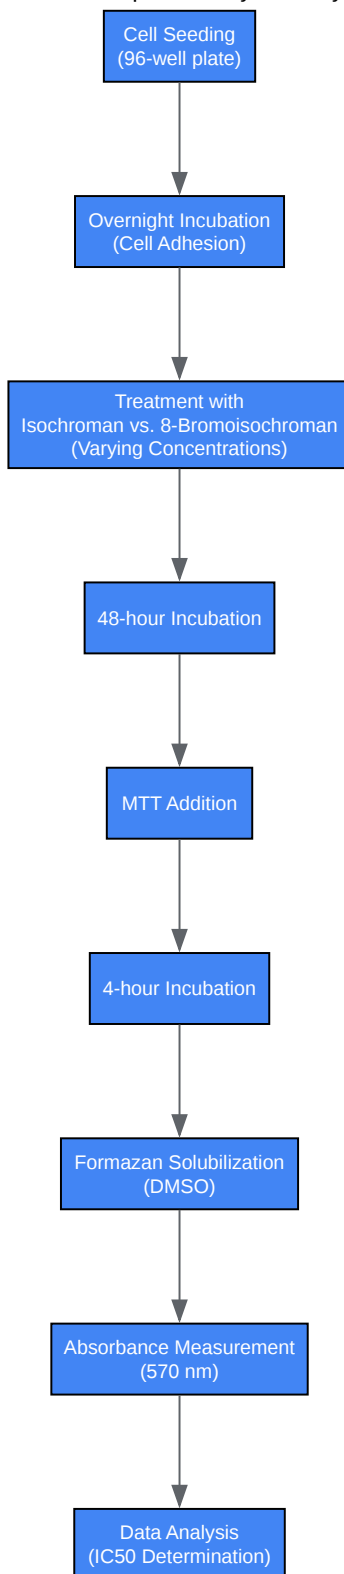 Cell Seeding
(96-well plate)
Overnight Incubation
(Cell Adhesion)
Treatment with
Isochroman vs. 8-Bromoisochroman
(Varying Concentrations)
48-hour Incubation
MTT Addition
4-hour Incubation
Formazan Solubilization
(DMSO)
Absorbance Measurement
(570 nm)
Data Analysis
(IC50 Determination)